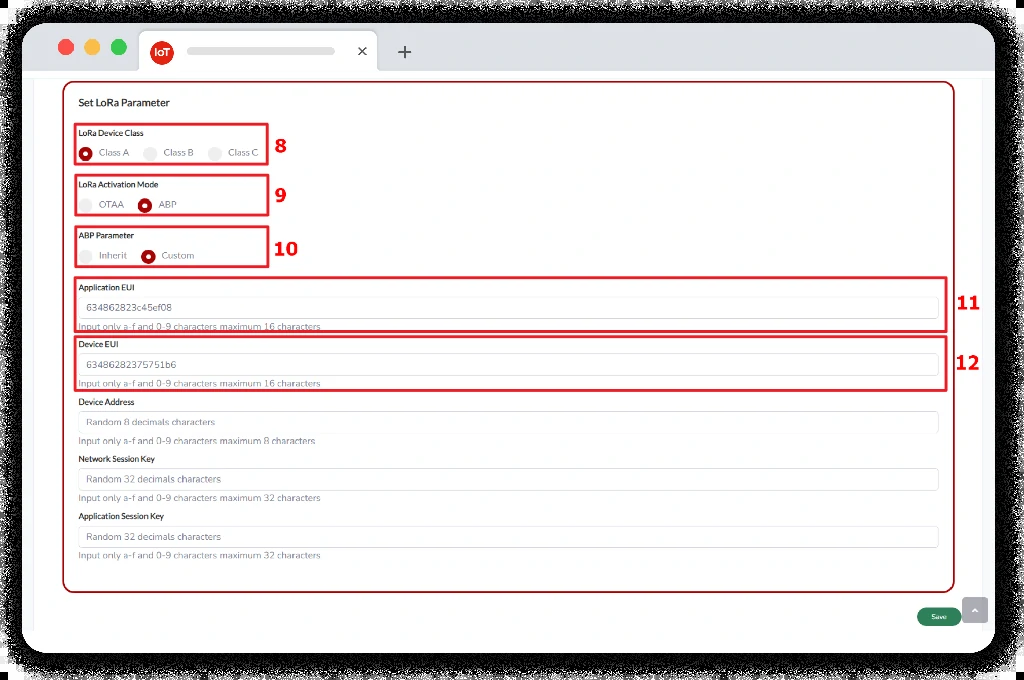 IoT
Set LoRa Parameter
LoRa Device Class
Class A Class B Class C
8
LoRa Activation Mode
OTAA ABP
9
ABP Parameter
Inherit Custom
10
Application EUI
634862823c45ef08
Input only a-f and 0-9 characters maximum 16 characters
11
Device EUI
63486282375751b6
Input only a-f and 0-9 characters maximum 16 characters
12
Device Address
Random 8 decimals characters
Input only a-f and 0-9 characters maximum 8 characters
Network Session Key
Random 32 decimals characters
Input only a-f and 0-9 characters maximum 32 characters
Application Session Key
Random 32 decimals characters
Input only a-f and 0-9 characters maximum 32 characters
Save